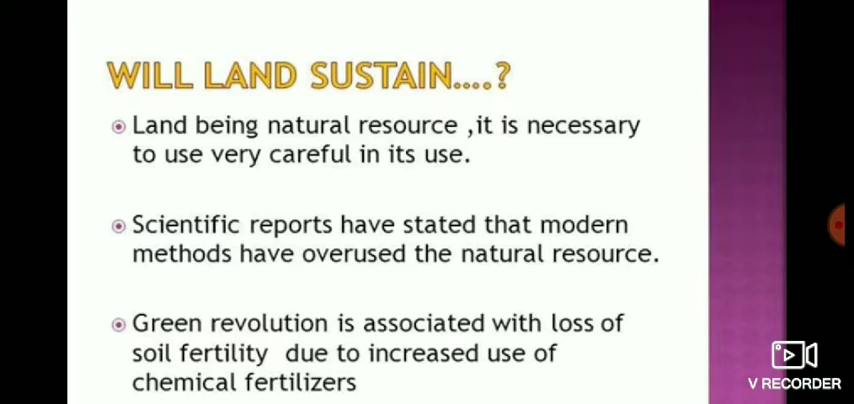 WILL LAND SUSTAIN....?
Land being natural resource ,it is necessary
to use very careful in its use.
Scientific reports have stated that modern
methods have overused the natural resource.
Green revolution is associated with loss of
soil fertility due to increased use of
chemical fertilizers
V RECORDER